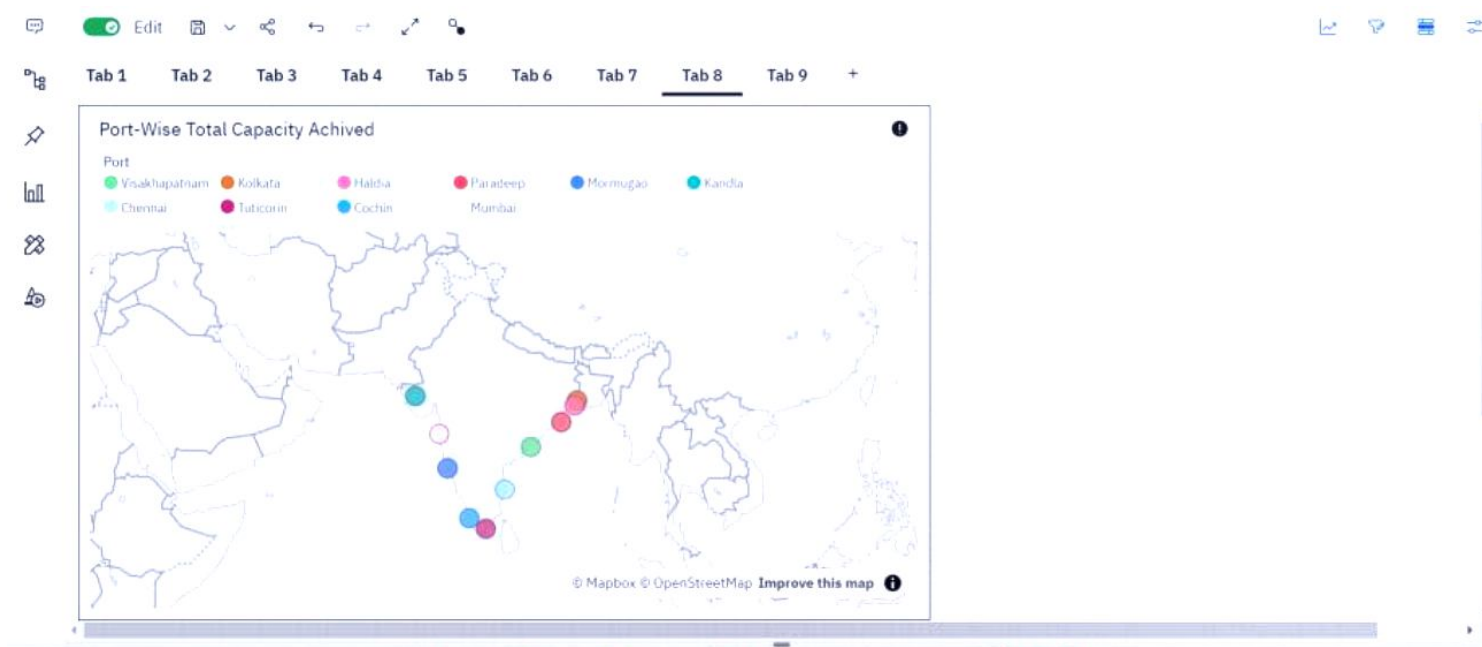 Edit
Tab 1 Tab 2 Tab 3 Tab 4 Tab 5 Tab 6 Tab 7 Tab 8 Tab 9 +
Port-Wise Total Capacity Achived
Port
Visakhapatnam Kolkata Haldia Paradeep Mormugao Kandla
Chennai Tuticorin Cochin Mumbai
© Mapbox © OpenStreetMap Improve this map